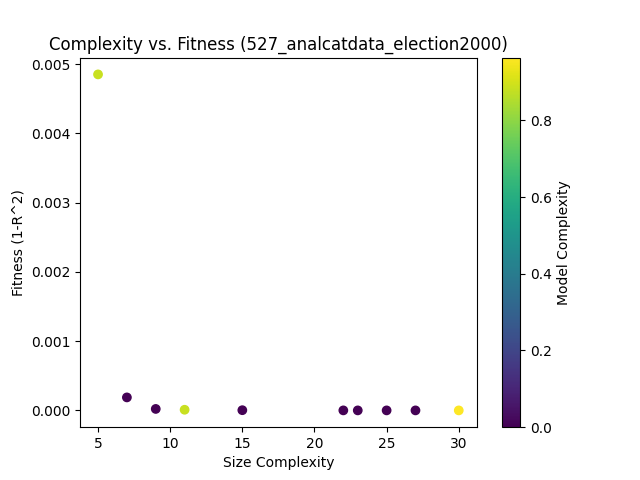 Complexity vs. Fitness (527_analcatdata_election2000)
0.005
0.004
0.003
0.002
0.001
0.000
Fitness (1-R^2)
5 10 15 20 25 30
Size Complexity
0.8
0.6
0.4
0.2
0.0
Model Complexity